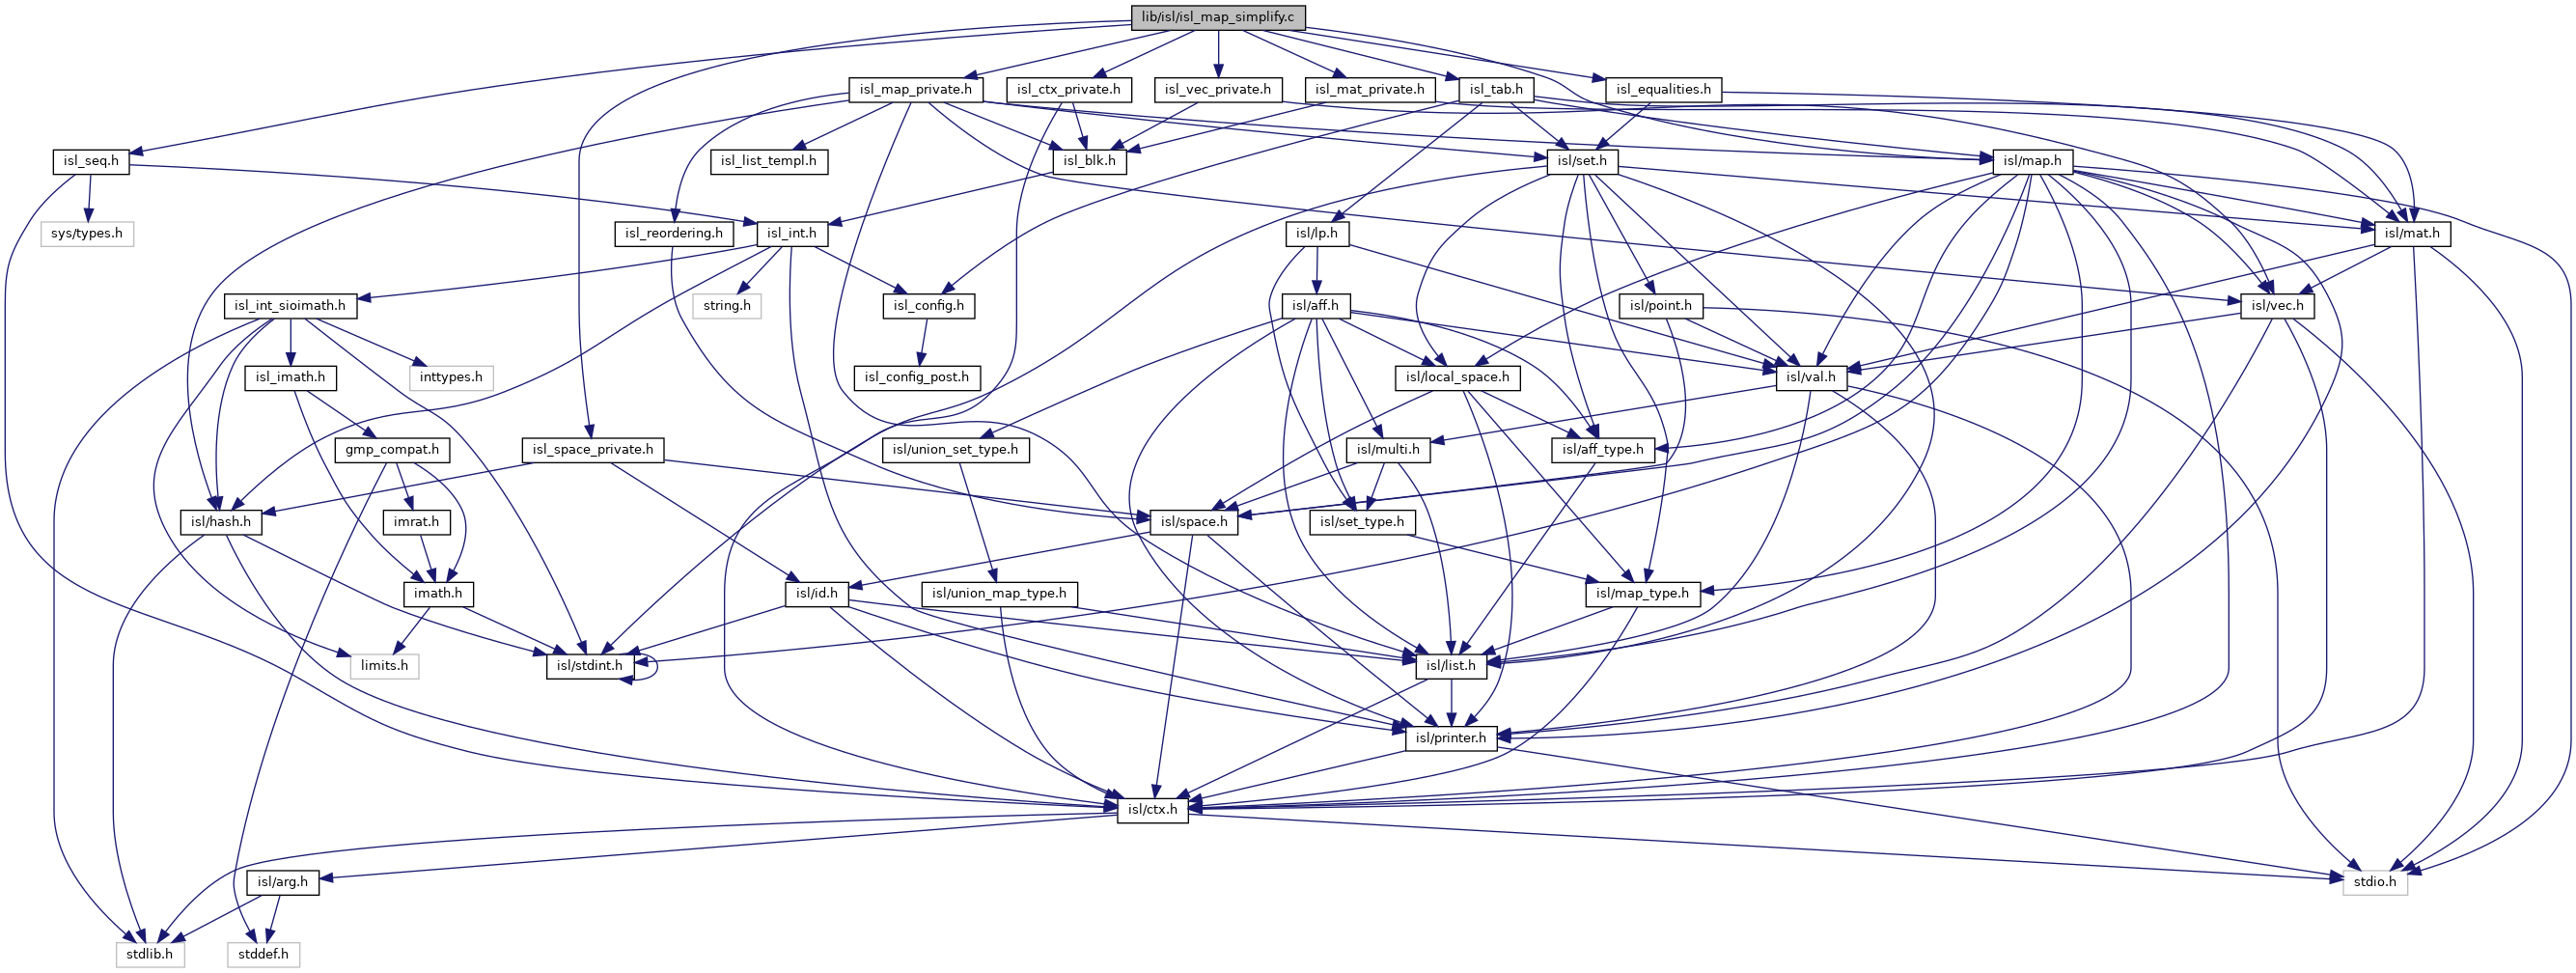 lib/isl/isl_map_simplify.c
isl_map_private.h
isl_ctx_private.h
isl_vec_private.h
isl_mat_private.h
isl_tab.h
isl_equalities.h
isl_seq.h
isl_list_templ.h
isl_blk.h
isl/set.h
isl/map.h
sys/types.h
isl_reordering.h
isl_int.h
isl/lp.h
isl/mat.h
isl_int_sioimath.h
string.h
isl_config.h
isl/aff.h
isl/point.h
isl/vec.h
isl_imath.h
inttypes.h
isl_config_post.h
isl/local_space.h
isl/val.h
gmp_compat.h
isl_space_private.h
isl/union_set_type.h
isl/multi.h
isl/aff_type.h
isl/hash.h
imrat.h
isl/space.h
isl/set_type.h
imath.h
isl/id.h
isl/union_map_type.h
isl/map_type.h
limits.h
isl/stdint.h
isl/list.h
isl/printer.h
isl/ctx.h
isl/arg.h
stdio.h
stdlib.h
stddef.h